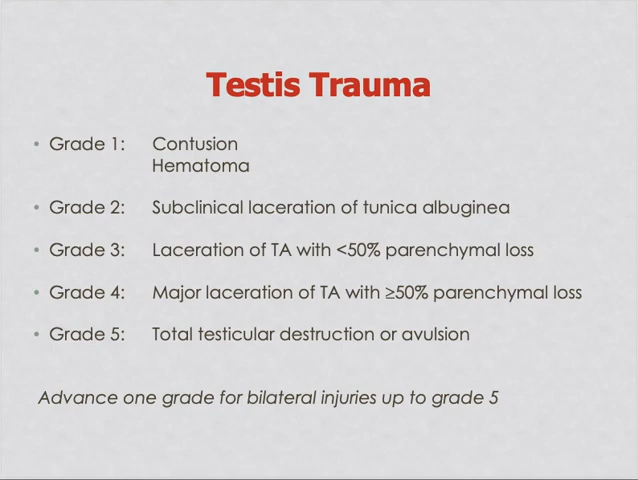 Testis Trauma
• Grade 1: Contusion
Hematoma
• Grade 2: Subclinical laceration of tunica albuginea
• Grade 3: Laceration of TA with <50% parenchymal loss
• Grade 4: Major laceration of TA with ≥50% parenchymal loss
• Grade 5: Total testicular destruction or avulsion
Advance one grade for bilateral injuries up to grade 5